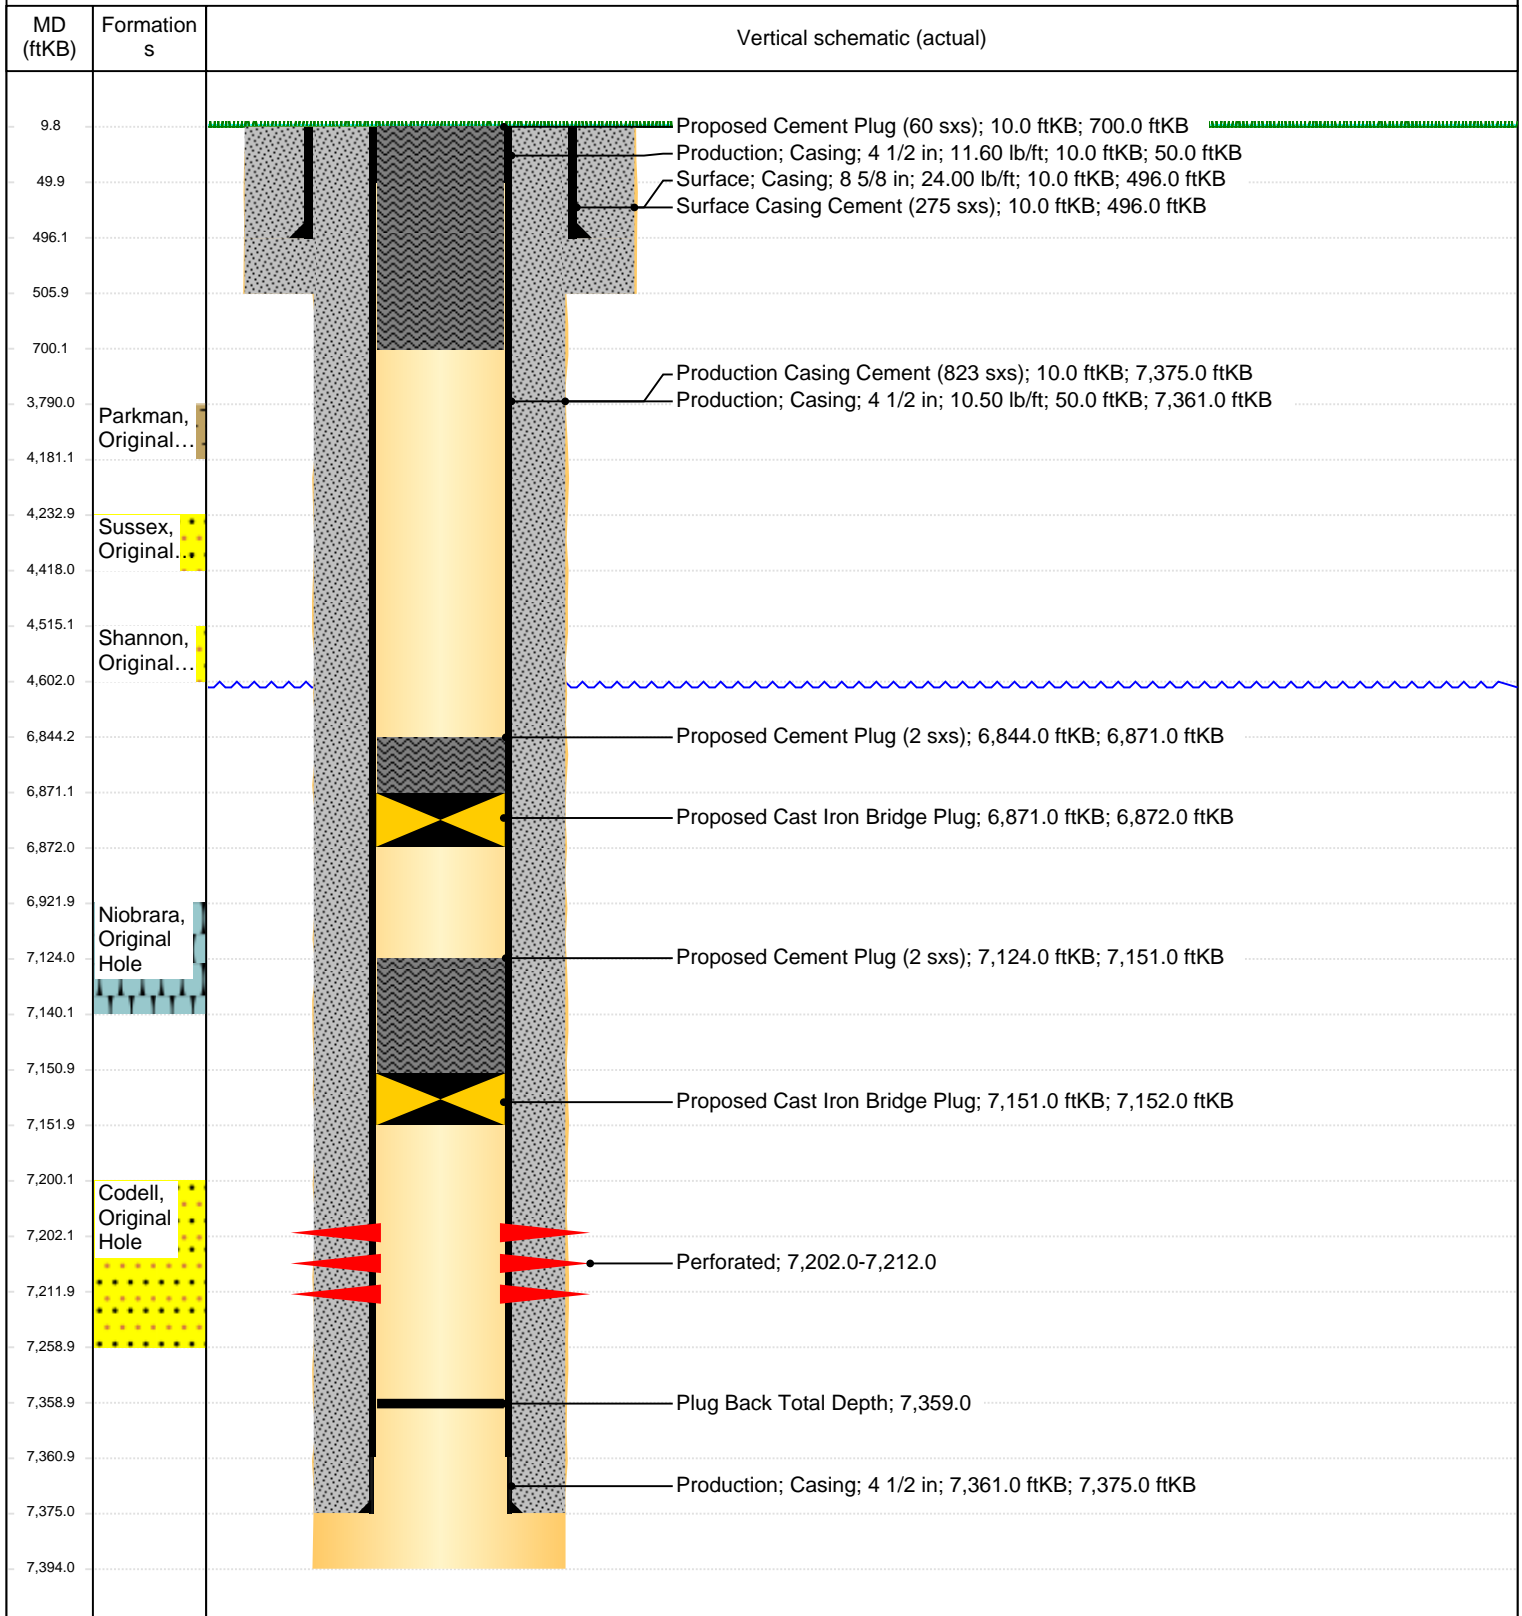 MD
(ftKB)
Formation
s
Vertical schematic (actual)
9.8
Proposed Cement Plug (60 sxs); 10.0 ftKB; 700.0 ftKB
Production; Casing; 4 1/2 in; 11.60 lb/ft; 10.0 ftKB; 50.0 ftKB
49.9
Surface; Casing; 8 5/8 in; 24.00 lb/ft; 10.0 ftKB; 496.0 ftKB
Surface Casing Cement (275 sxs); 10.0 ftKB; 496.0 ftKB
496.1
505.9
700.1
Production Casing Cement (823 sxs); 10.0 ftKB; 7,375.0 ftKB
Production; Casing; 4 1/2 in; 10.50 lb/ft; 50.0 ftKB; 7,361.0 ftKB
3,790.0
Parkman,
Original…
4,181.1
4,232.9
Sussex,
Original…
4,418.0
4,515.1
Shannon,
Original…
4,602.0
6,844.2
Proposed Cement Plug (2 sxs); 6,844.0 ftKB; 6,871.0 ftKB
6,871.1
Proposed Cast Iron Bridge Plug; 6,871.0 ftKB; 6,872.0 ftKB
6,872.0
6,921.9
Niobrara,
Original
Hole
7,124.0
Proposed Cement Plug (2 sxs); 7,124.0 ftKB; 7,151.0 ftKB
7,140.1
7,150.9
Proposed Cast Iron Bridge Plug; 7,151.0 ftKB; 7,152.0 ftKB
7,151.9
7,200.1
Codell,
Original
Hole
7,202.1
Perforated; 7,202.0-7,212.0
7,211.9
7,258.9
7,358.9
Plug Back Total Depth; 7,359.0
7,360.9
Production; Casing; 4 1/2 in; 7,361.0 ftKB; 7,375.0 ftKB
7,375.0
7,394.0